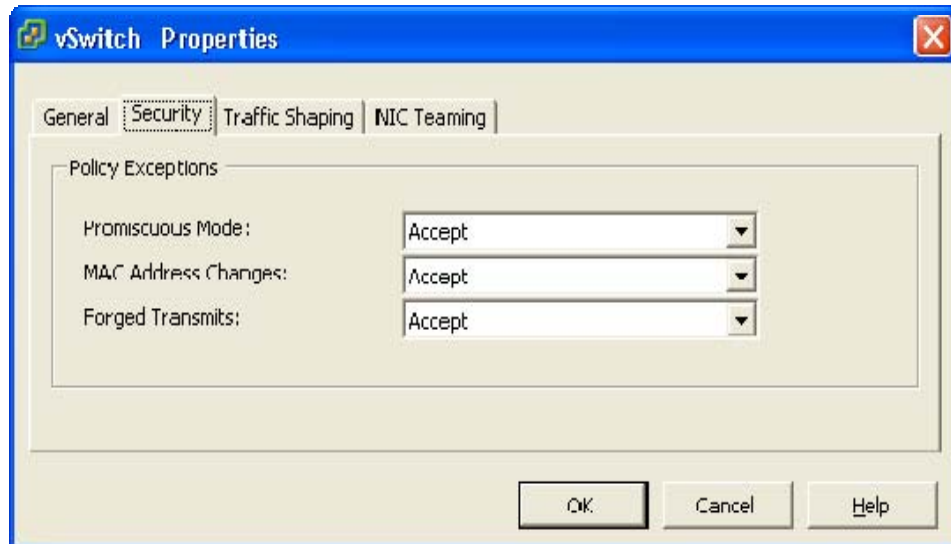 vSwitch Properties
General Security Traffic Shaping NIC Teaming
Policy Exceptions
Promiscuous Mode: Accept
MAC Address Changes: Accept
Forged Transmits: Accept
OK Cancel Help